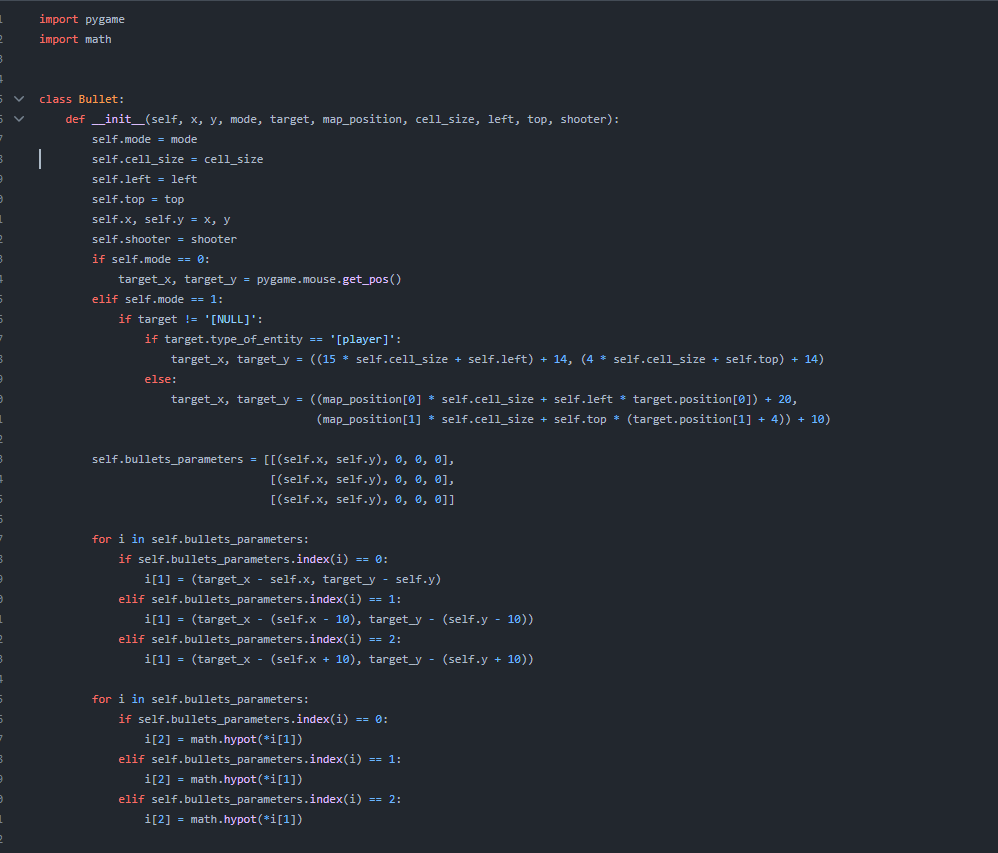 import pygame
import math
class Bullet:
    def __init__(self, x, y, mode, target, map_position, cell_size, left, top, shooter):
        self.mode = mode
        self.cell_size = cell_size
        self.left = left
        self.top = top
        self.x, self.y = x, y
        self.shooter = shooter
        if self.mode == 0:
            target_x, target_y = pygame.mouse.get_pos()
        elif self.mode == 1:
            if target != '[NULL]':
                if target.type_of_entity == '[player]':
                    target_x, target_y = ((15 * self.cell_size + self.left) + 14, (4 * self.cell_size + self.top) + 14)
                else:
                    target_x, target_y = ((map_position[0] * self.cell_size + self.left * target.position[0]) + 20,
                                          (map_position[1] * self.cell_size + self.top * (target.position[1] + 4)) + 10)
        self.bullets_parameters = [[(self.x, self.y), 0, 0, 0],
                                   [(self.x, self.y), 0, 0, 0],
                                   [(self.x, self.y), 0, 0, 0]]
        for i in self.bullets_parameters:
            if self.bullets_parameters.index(i) == 0:
                i[1] = (target_x - self.x, target_y - self.y)
            elif self.bullets_parameters.index(i) == 1:
                i[1] = (target_x - (self.x - 10), target_y - (self.y - 10))
            elif self.bullets_parameters.index(i) == 2:
                i[1] = (target_x - (self.x + 10), target_y - (self.y + 10))
        for i in self.bullets_parameters:
            if self.bullets_parameters.index(i) == 0:
                i[2] = math.hypot(*i[1])
            elif self.bullets_parameters.index(i) == 1:
                i[2] = math.hypot(*i[1])
            elif self.bullets_parameters.index(i) == 2:
                i[2] = math.hypot(*i[1])